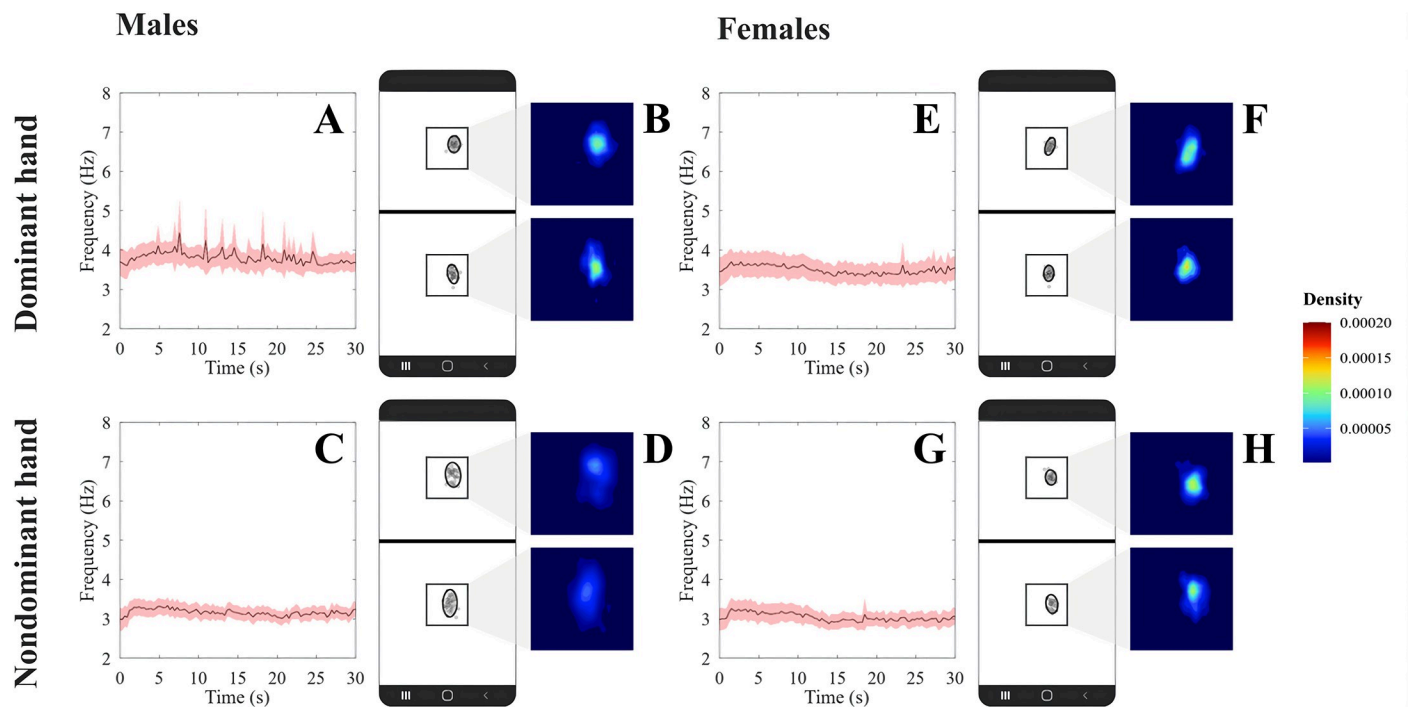 Males
Females
Dominant hand
8
7
6
5
4
3
2
Frequency (Hz)
0 5 10 15 20 25 30
Time (s)
A
B
8
7
6
5
4
3
2
Frequency (Hz)
0 5 10 15 20 25 30
Time (s)
E
F
Density
0.00020
0.00015
0.00010
0.00005
Nondominant hand
8
7
6
5
4
3
2
Frequency (Hz)
0 5 10 15 20 25 30
Time (s)
C
D
8
7
6
5
4
3
2
Frequency (Hz)
0 5 10 15 20 25 30
Time (s)
G
H